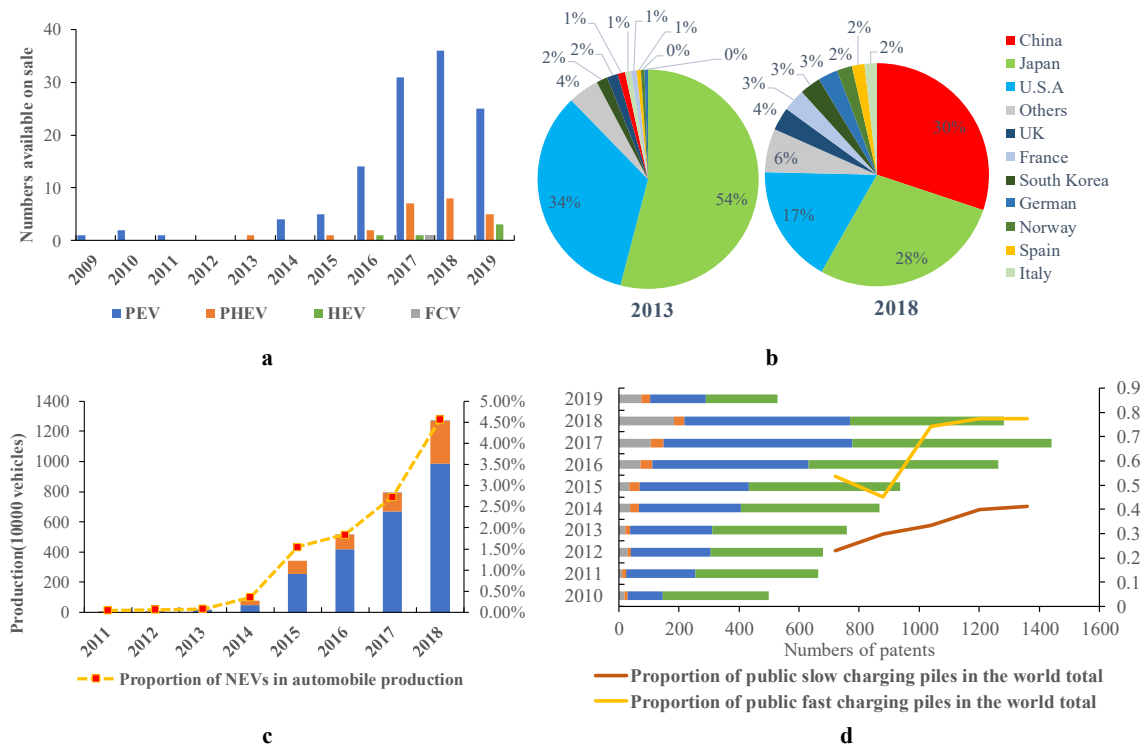 Numbers available on sale
40
30
20
10
0
2009 2010 2011 2012 2013 2014 2015 2016 2017 2018 2019
PEV PHEV HEV FCV
a
1% 1% 1% 1% 0% 0%
2% 2% 4%
34% 54%
2013
2% 2% 2% 3% 3% 3% 4%
6% 30%
17% 28%
2018
China
Japan
U.S.A
Others
UK
France
South Korea
German
Norway
Spain
Italy
b
Production(10000 vehicles)
1400 5.00%
1200 4.50%
1000 4.00%
800 3.50%
600 3.00%
400 2.50%
200 2.00%
0 1.50%
1.00%
0.50%
0.00%
2011 2012 2013 2014 2015 2016 2017 2018
Proportion of NEVs in automobile production
c
2019
2018
2017
2016
2015
2014
2013
2012
2011
2010
0.9
0.8
0.7
0.6
0.5
0.4
0.3
0.2
0.1
0
0 200 400 600 800 1000 1200 1400 1600
Numbers of patents
Proportion of public slow charging piles in the world total
Proportion of public fast charging piles in the world total
d